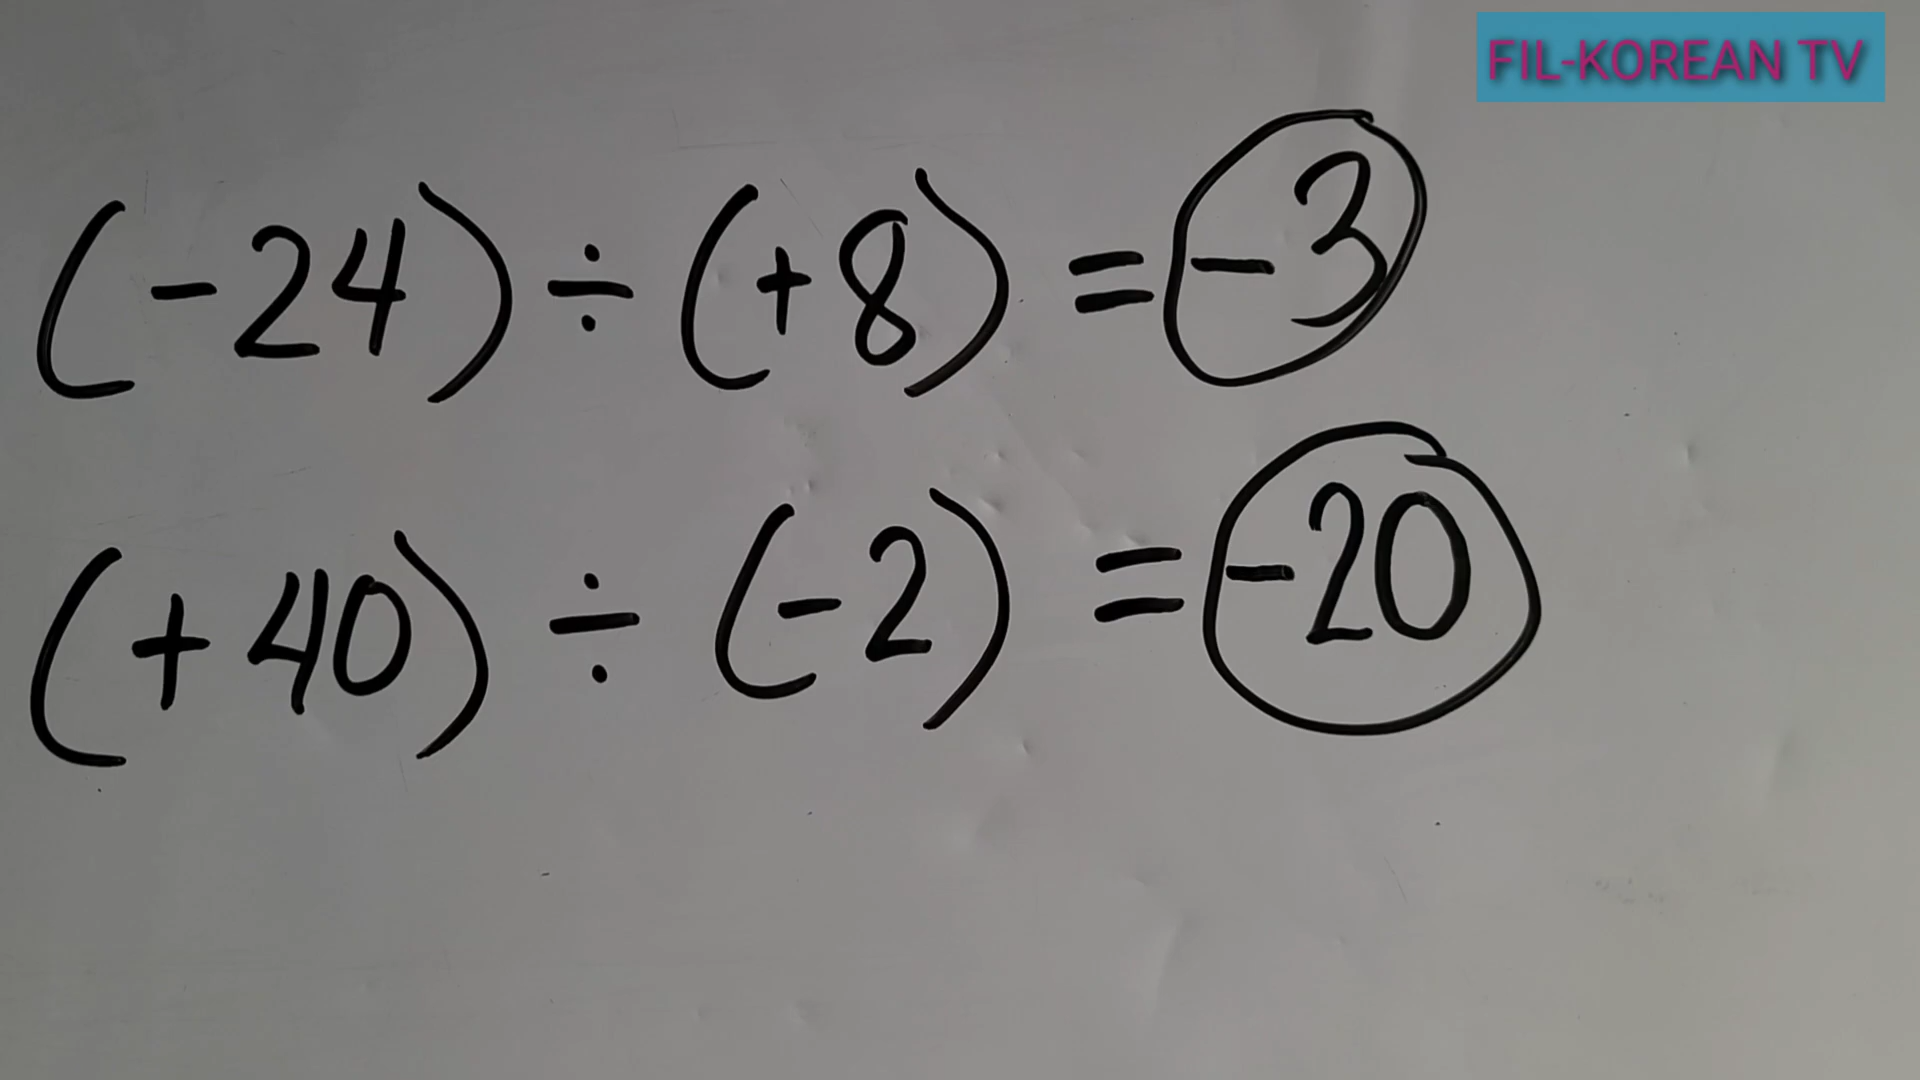 FIL-KOREAN TV
(-24) ÷ (+8) = -3
(+40) ÷ (-2) = -20